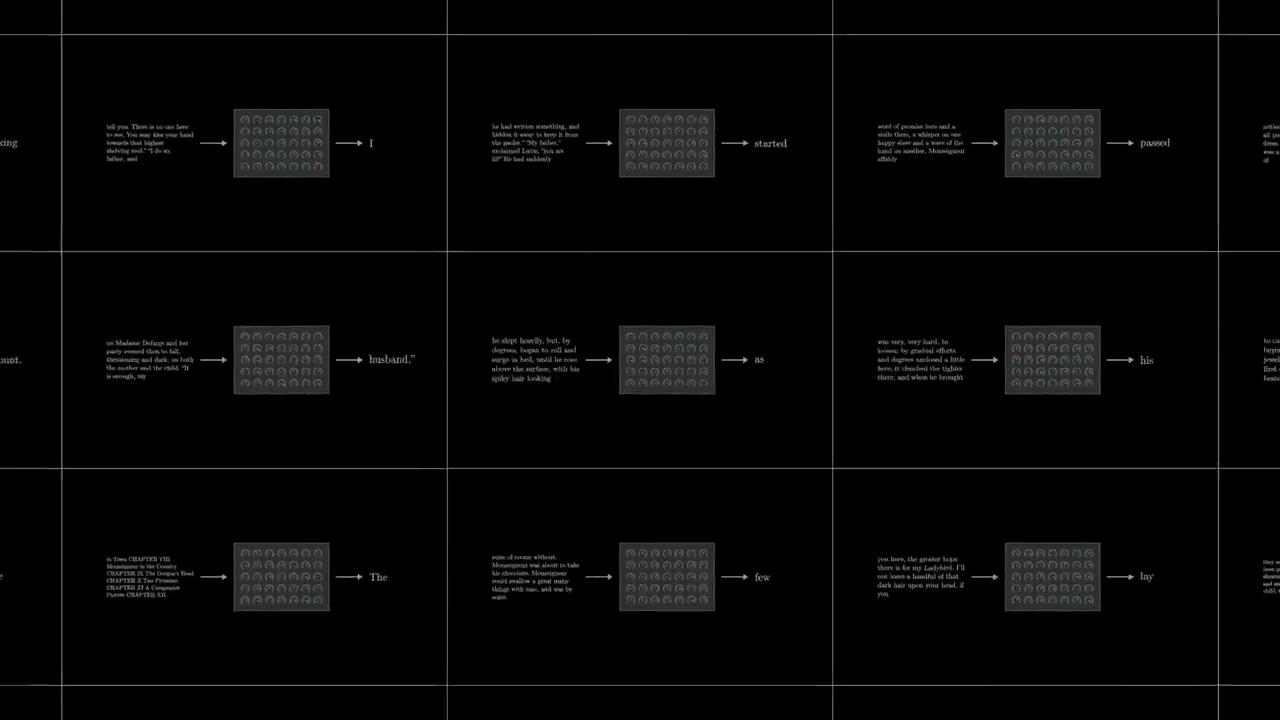 tell you. There is no one here
to see. You may kiss your hand
towards that highest
shelving roof." "I do so,
father, and
I
he had written something, and
hidden it away to keep it from
the gaoler." "My father,"
exclaimed Lucie, "you are
ill!" He had suddenly
started
word of promise here and a
smile there, a whisper on one
happy slave and a wave of the
hand on another, Monseigneur
affably
passed
on Madame Defarge and her
party seemed then to fall,
threatening and dark, on both
the mother and the child. "It
is enough, my
husband,"
he slept heavily, but, by
degrees, began to roll and
surge in bed, until he rose
above the surface, with his
spiky hair looking
as
was very, very hard, to
loosen; by gradual efforts
and degrees unclosed a little
here, it clenched the tighter
there; and when he brought
his
of
in Town CHAPTER VIII
Monseigneur in the Country
CHAPTER IX The Gorgon's Head
CHAPTER X Two Promises
CHAPTER XI A Companion
Picture CHAPTER XII
The
suite of rooms without.
Monseigneur was about to take
his chocolate. Monseigneur
could swallow a great many
things with ease, and was by
some
few
you here, the greater hope
there is for my Ladybird. I'll
not leave a handful of that
dark hair upon your head, if
you
lay